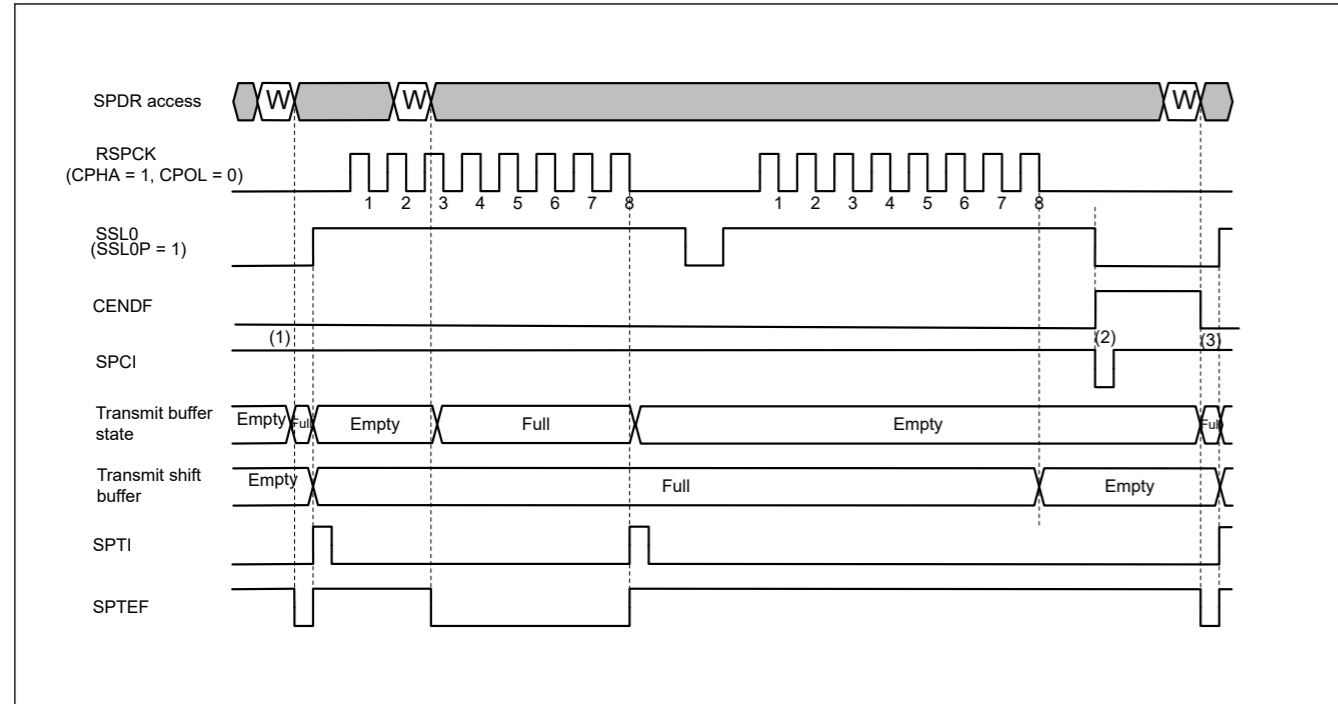 SPDR access
W
W
W
RSPCK
(CPHA = 1, CPOL = 0)
1 2 3 4 5 6 7 8
1 2 3 4 5 6 7 8
SSL0
(SSL0P = 1)
CENDF
(1)
(2)
(3)
SPCI
Transmit buffer
state
Empty
Full
Empty
Full
Empty
Full
Transmit shift
buffer
Empty
Full
Empty
SPTI
SPTEF